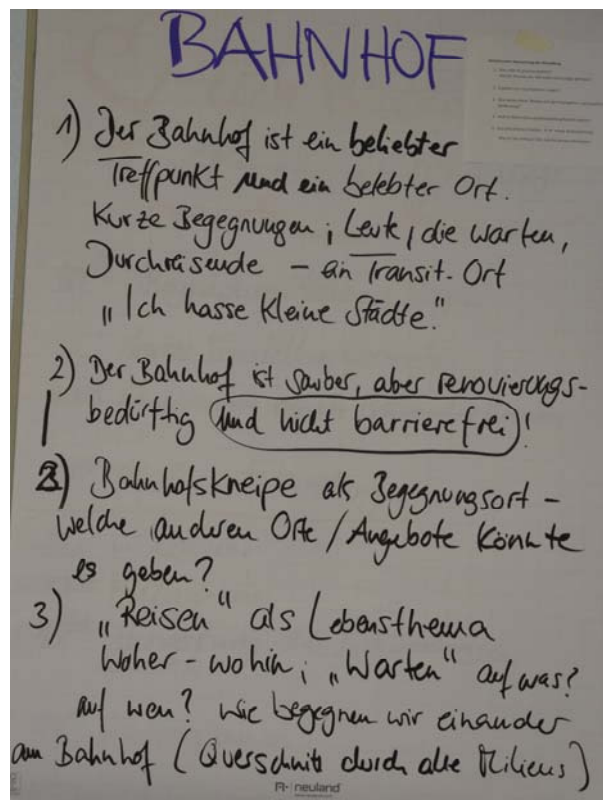 BAHNHOF
1) Der Bahnhof ist ein beliebter
Treffpunkt und ein belebter Ort.
Kurze Begegnungen; Leute, die warten,
Durchreisende – ein Transit-Ort
„Ich hasse kleine Städte."
2) Der Bahnhof ist sauber, aber renovierungs-
bedürftig (und nicht barrierefrei)!
3) Bahnhofskneipe als Begegnungsort –
welche anderen Orte / Angebote könnte
es geben?
3) „Reisen" als Lebensthema
Woher – wohin; „Warten" auf was?
auf wen? Wie begegnen wir einander
am Bahnhof (Querschnitt durch alle Milieus)
neuland